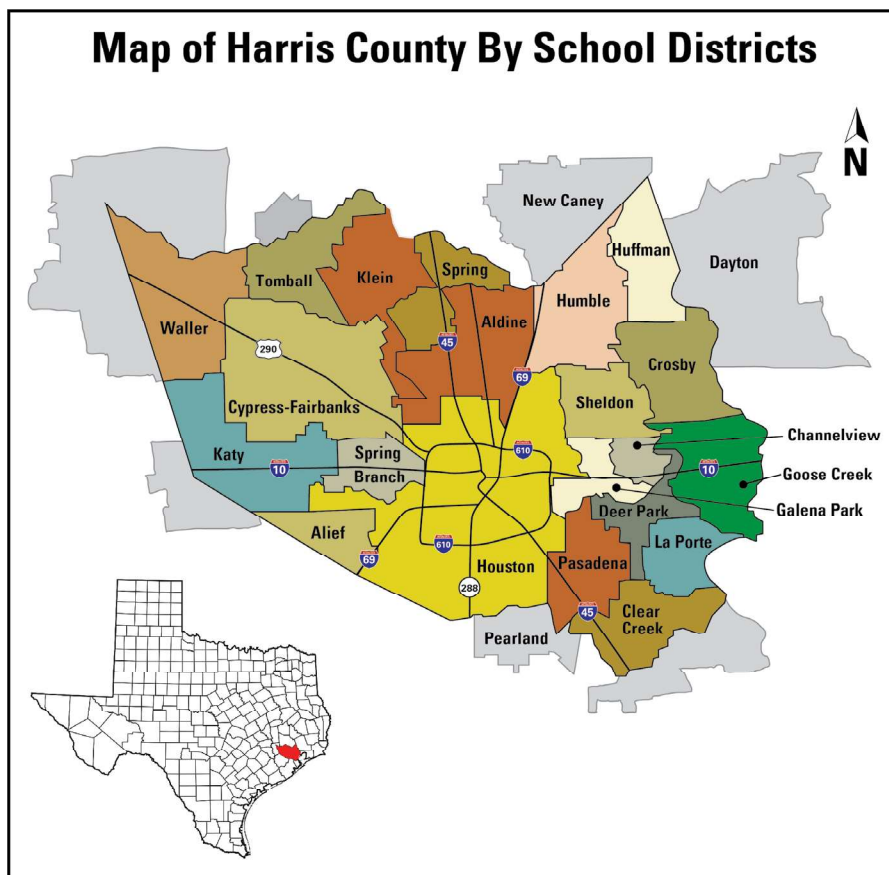 Map of Harris County By School Districts
N
New Caney
Huffman
Dayton
Tomball
Klein
Spring
Humble
Waller
Aldine
290
45
Crosby
69
Cypress-Fairbanks
Sheldon
Channelview
Katy
Spring
Branch
610
10
10
Goose Creek
Galena Park
Deer Park
Alief
La Porte
610
69
Houston
Pasadena
288
45
Clear
Creek
Pearland